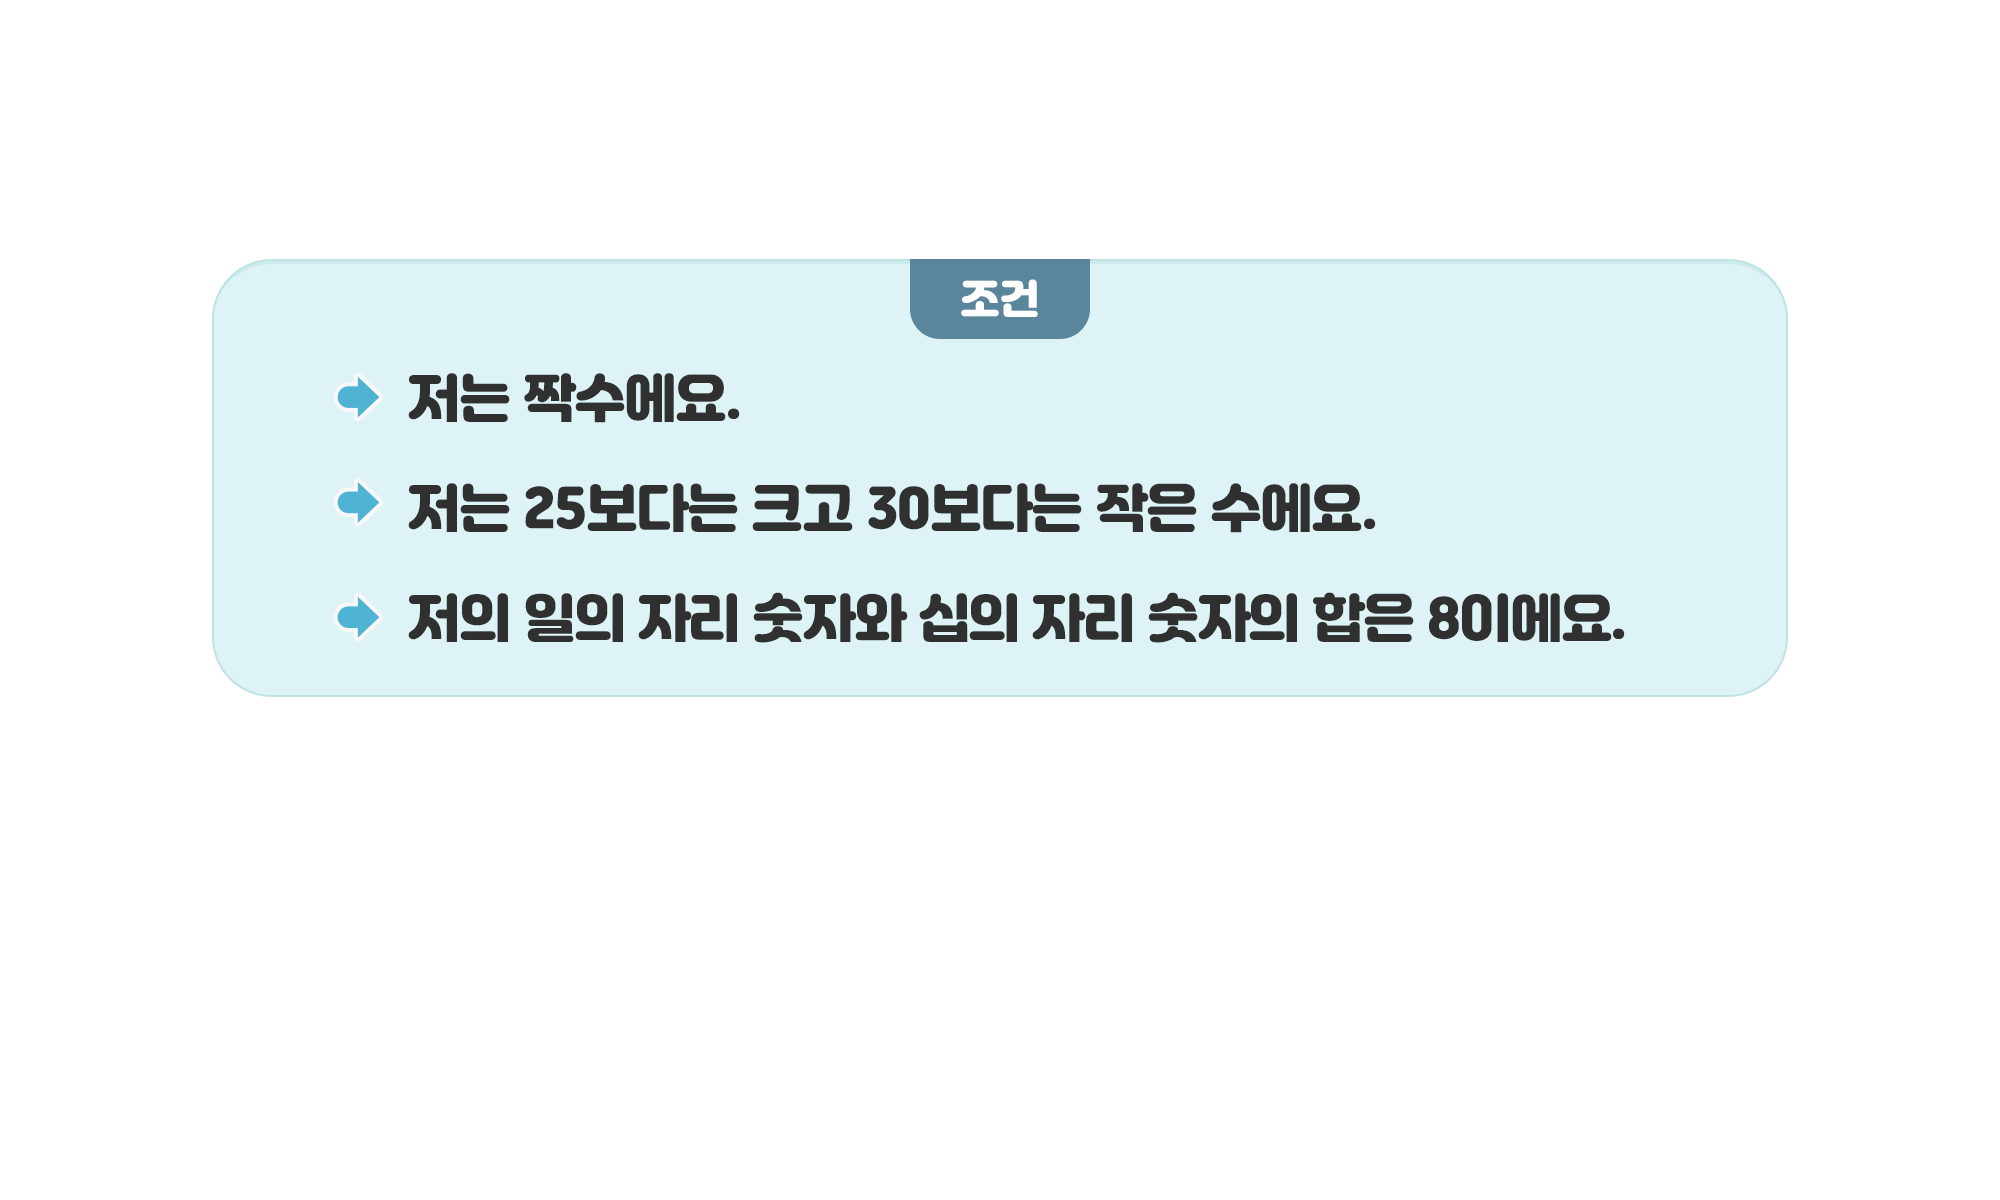 조건
저는 짝수에요.
저는 25보다는 크고 30보다는 작은 수에요.
저의 일의 자리 숫자와 십의 자리 숫자의 합은 8이에요.